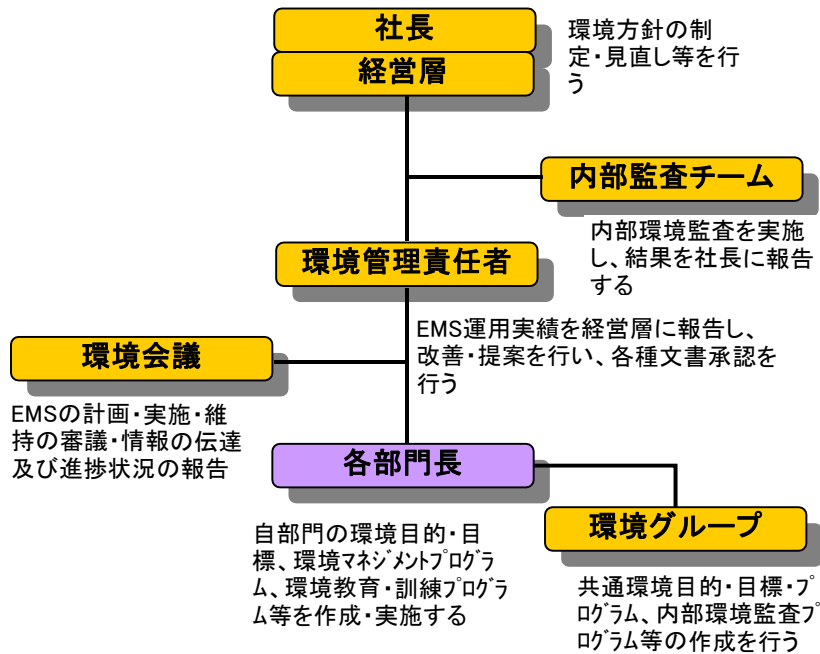 社長
経営層
環境方針の制
定・見直し等を行
う
内部監査チーム
内部環境監査を実施
し、結果を社長に報告
する
環境管理責任者
EMS運用実績を経営層に報告し、
改善・提案を行い、各種文書承認を
行う
環境会議
EMSの計画・実施・維
持の審議・情報の伝達
及び進捗状況の報告
各部門長
自部門の環境目的・目
標、環境マネジメントプログラ
ム、環境教育・訓練プログラ
ム等を作成・実施する
環境グループ
共通環境目的・目標・プ
ログラム、内部環境監査プ
ログラム等の作成を行う